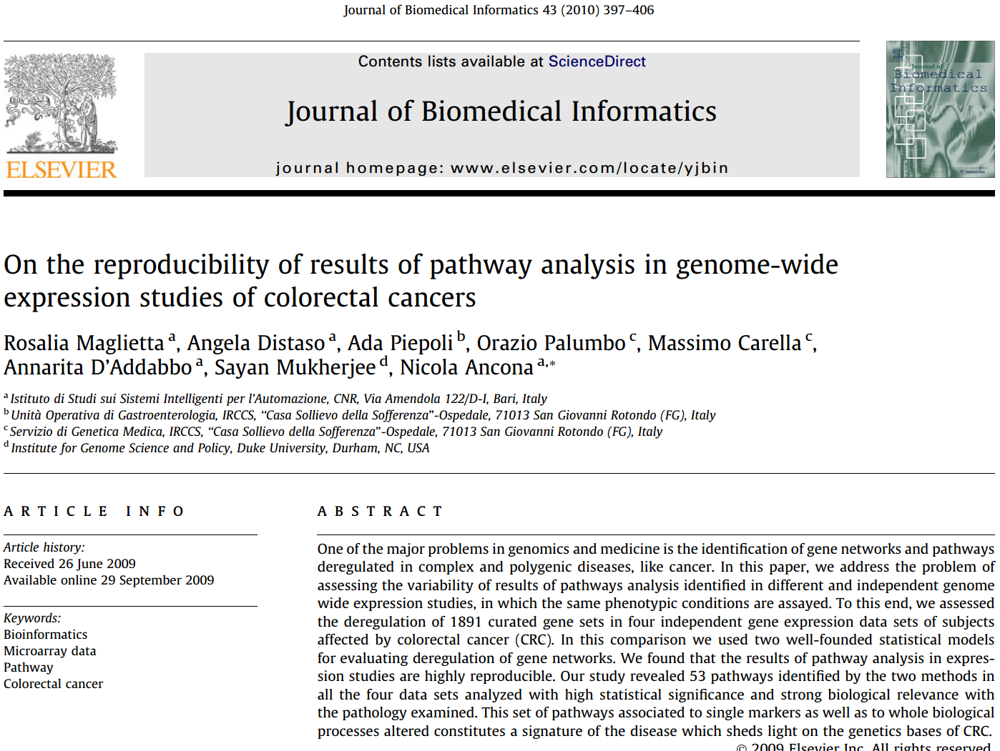 Journal of Biomedical Informatics 43 (2010) 397–406
Contents lists available at ScienceDirect
Journal of Biomedical Informatics
journal homepage: www.elsevier.com/locate/yjbin
NON SOLUS
ELSEVIER
Journal of
Biomedical
Informatics
ScienceDirect
On the reproducibility of results of pathway analysis in genome-wide
expression studies of colorectal cancers
Rosalia Maglietta a, Angela Distaso a, Ada Piepoli b, Orazio Palumbo c, Massimo Carella c,
Annarita D'Addabbo a, Sayan Mukherjee d, Nicola Ancona a,*
a Istituto di Studi sui Sistemi Intelligenti per l'Automazione, CNR, Via Amendola 122/D-I, Bari, Italy
b Unità Operativa di Gastroenterologia, IRCCS, "Casa Sollievo della Sofferenza"-Ospedale, 71013 San Giovanni Rotondo (FG), Italy
c Servizio di Genetica Medica, IRCCS, "Casa Sollievo della Sofferenza"-Ospedale, 71013 San Giovanni Rotondo (FG), Italy
d Institute for Genome Science and Policy, Duke University, Durham, NC, USA
ARTICLE INFO
Article history:
Received 26 June 2009
Available online 29 September 2009
Keywords:
Bioinformatics
Microarray data
Pathway
Colorectal cancer
ABSTRACT
One of the major problems in genomics and medicine is the identification of gene networks and pathways
deregulated in complex and polygenic diseases, like cancer. In this paper, we address the problem of
assessing the variability of results of pathways analysis identified in different and independent genome
wide expression studies, in which the same phenotypic conditions are assayed. To this end, we assessed
the deregulation of 1891 curated gene sets in four independent gene expression data sets of subjects
affected by colorectal cancer (CRC). In this comparison we used two well-founded statistical models
for evaluating deregulation of gene networks. We found that the results of pathway analysis in expres-
sion studies are highly reproducible. Our study revealed 53 pathways identified by the two methods in
all the four data sets analyzed with high statistical significance and strong biological relevance with
the pathology examined. This set of pathways associated to single markers as well as to whole biological
processes altered constitutes a signature of the disease which sheds light on the genetics bases of CRC.
© 2009 Elsevier Inc. All rights reserved.